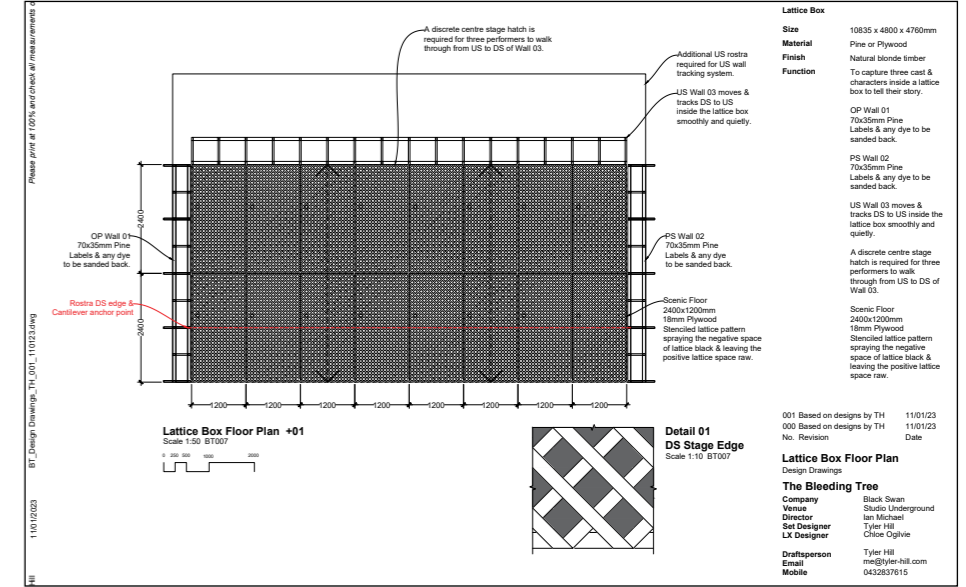 Please print at 100% and check all measurements o
BT_Design Drawings_TH_001_110123.dwg
11/01/2023
Hill
A discrete centre stage hatch is
required for three performers to walk
through from US to DS of Wall 03.
Additional US rostra
required for US wall
tracking system.
US Wall 03 moves &
tracks DS to US
inside the lattice box
smoothly and quietly.
2400
OP Wall 01
70x35mm Pine
Labels & any dye
to be sanded back.
PS Wall 02
70x35mm Pine
Labels & any dye
to be sanded back.
Rostra DS edge &
Cantilever anchor point
2400
Scenic Floor
2400x1200mm
18mm Plywood
Stenciled lattice pattern
spraying the negative space
of lattice black & leaving the
positive lattice space raw.
1200 1200 1200 1200 1200 1200 1200 1200
Lattice Box Floor Plan +01
Scale 1:50 BT007
0 250 500 1000 2000
Detail 01
DS Stage Edge
Scale 1:10 BT007
Lattice Box
Size 10835 x 4800 x 4760mm
Material Pine or Plywood
Finish Natural blonde timber
Function To capture three cast &
characters inside a lattice
box to tell their story.
OP Wall 01
70x35mm Pine
Labels & any dye to be
sanded back.
PS Wall 02
70x35mm Pine
Labels & any dye to be
sanded back.
US Wall 03 moves &
tracks DS to US inside the
lattice box smoothly and
quietly.
A discrete centre stage
hatch is required for three
performers to walk
through from US to DS of
Wall 03.
Scenic Floor
2400x1200mm
18mm Plywood
Stenciled lattice pattern
spraying the negative
space of lattice black &
leaving the positive lattice
space raw.
001 Based on designs by TH 11/01/23
000 Based on designs by TH 11/01/23
No. Revision Date
Lattice Box Floor Plan
Design Drawings
The Bleeding Tree
Company Black Swan
Venue Studio Underground
Director Ian Michael
Set Designer Tyler Hill
LX Designer Chloe Ogilvie
Draftsperson Tyler Hill
Email me@tyler-hill.com
Mobile 0432837615